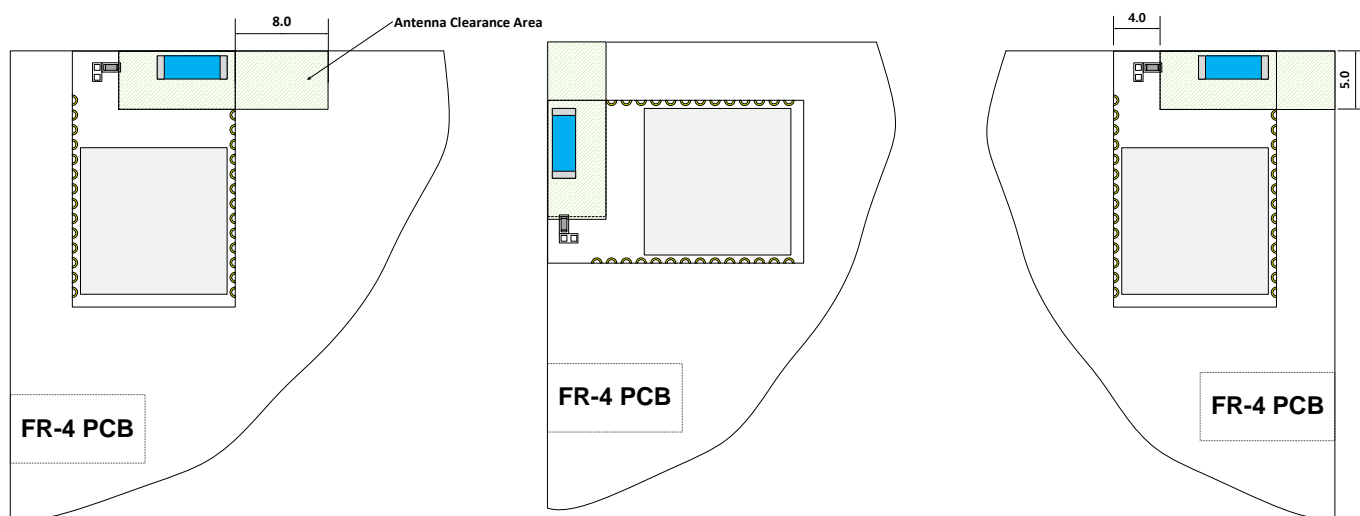 8.0
Antenna Clearance Area
4.0
5.0
FR-4 PCB
FR-4 PCB
FR-4 PCB